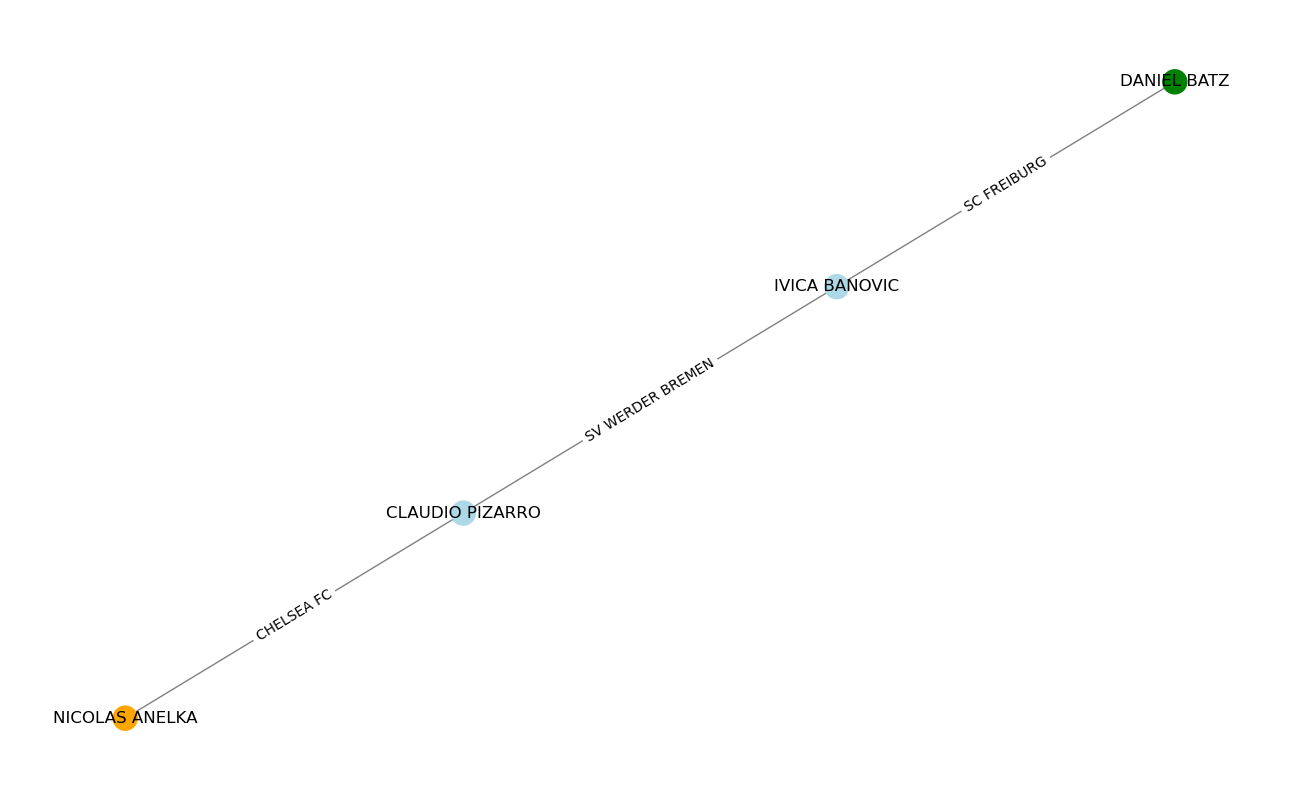 DANIEL BATZ
SC FREIBURG
IVICA BANOVIC
SV WERDER BREMEN
CLAUDIO PIZARRO
CHELSEA FC
NICOLAS ANELKA